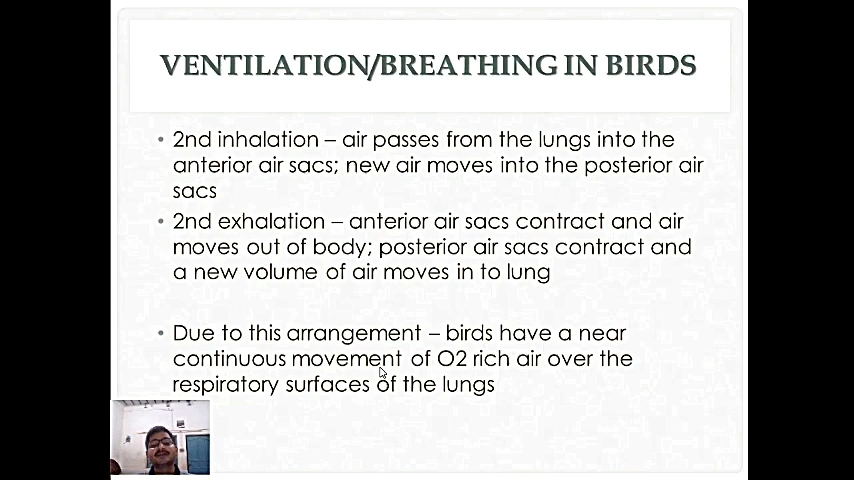 VENTILATION/BREATHING IN BIRDS
• 2nd inhalation – air passes from the lungs into the
anterior air sacs; new air moves into the posterior air
sacs
• 2nd exhalation – anterior air sacs contract and air
moves out of body; posterior air sacs contract and
a new volume of air moves in to lung
• Due to this arrangement – birds have a near
continuous movement of O2 rich air over the
respiratory surfaces of the lungs